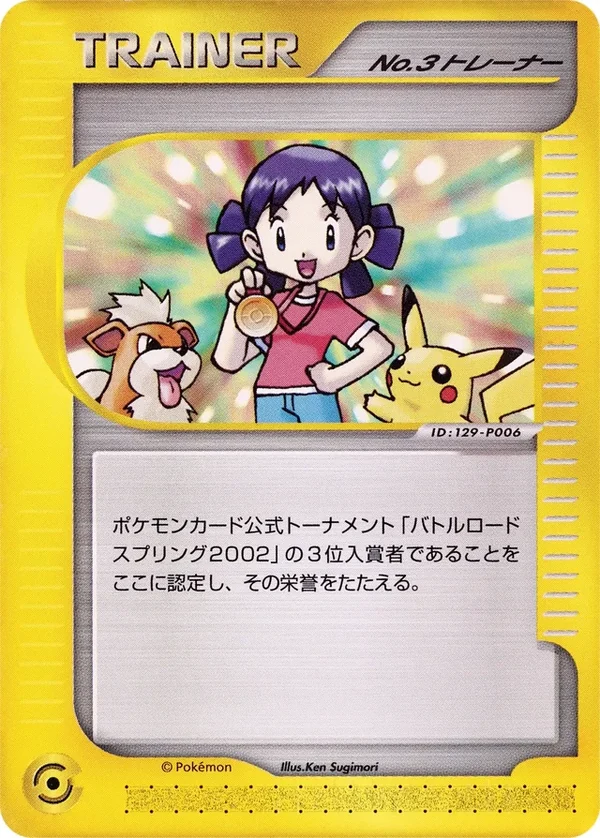 TRAINER
No.3トレーナー
ID:129-P006
ポケモンカード公式トーナメント「バトルロード
スプリング2002」の3位入賞者であることを
ここに認定し、その栄誉をたたえる。
© Pokémon
Illus.Ken Sugimori